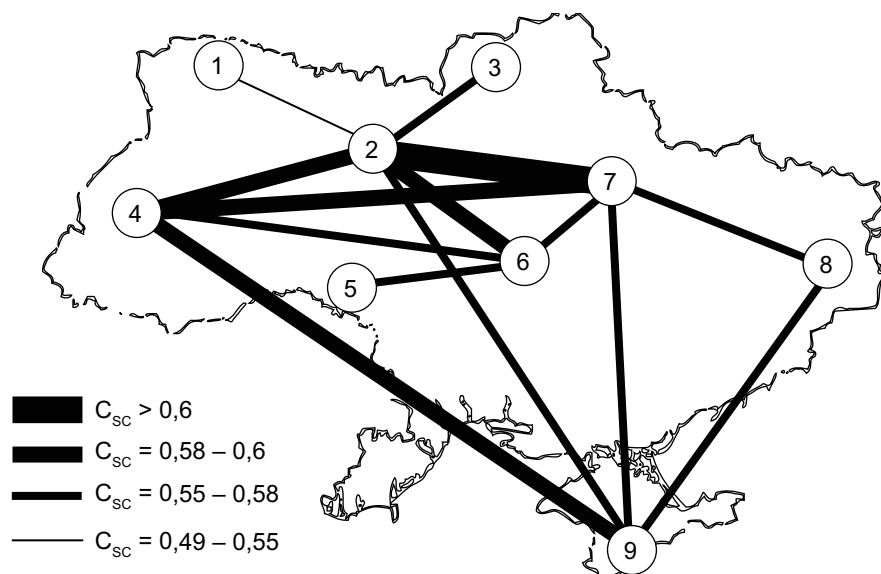 1
3
2
7
4
6
8
5
C_SC > 0,6
C_SC = 0,58 – 0,6
C_SC = 0,55 – 0,58
C_SC = 0,49 – 0,55
9